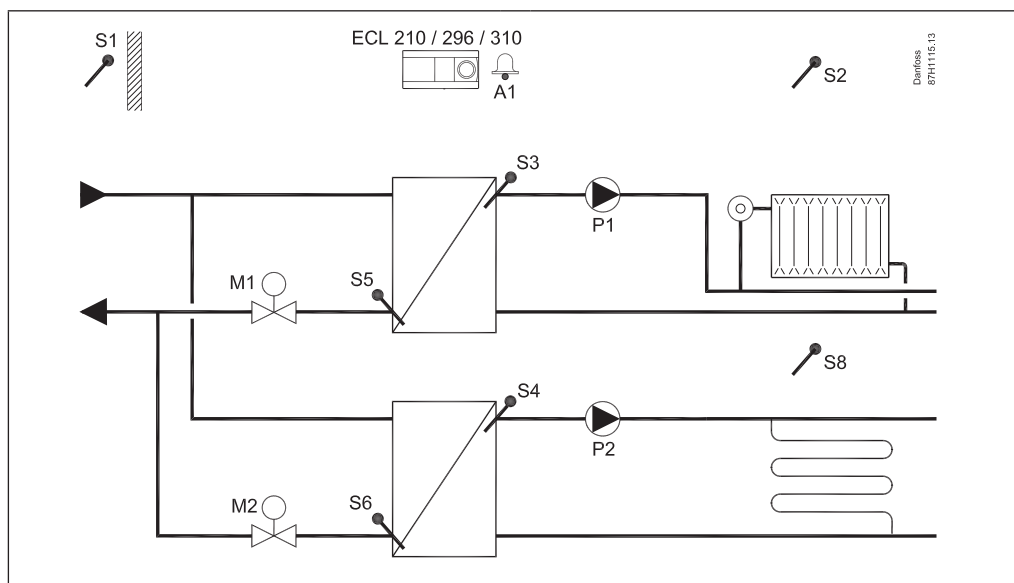 S1
ECL 210 / 296 / 310
A1
S2
Danfoss
87H1115.13
S3
P1
M1
S5
S8
S4
P2
M2
S6